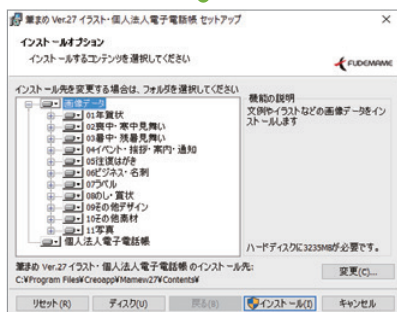 筆まめ Ver.27 イラスト・個人法人電子電話帳 セットアップ
インストールオプション
インストールするコンテンツを選択してください
FUDEMAME
インストール先を変更する場合は、フォルダを選択してください
画像データ
01年賀状
02喪中・寒中見舞い
03暑中・残暑見舞い
04イベント・挨拶・案内・通知
05往復はがき
06ビジネス・名刺
07ラベル
08のし・賞状
09その他デザイン
10その他素材
11写真
個人法人電子電話帳
機能の説明
文例やイラストなどの画像データをイン
ストールします
ハードディスクに3235MBが必要です。
筆まめ Ver.27 イラスト・個人法人電子電話帳 のインストール先:
C:¥Program Files¥Creoapp¥Mamew27¥Contents¥
変更(C)...
リセット(R)
ディスク(U)
戻る(B)
インストール(I)
キャンセル